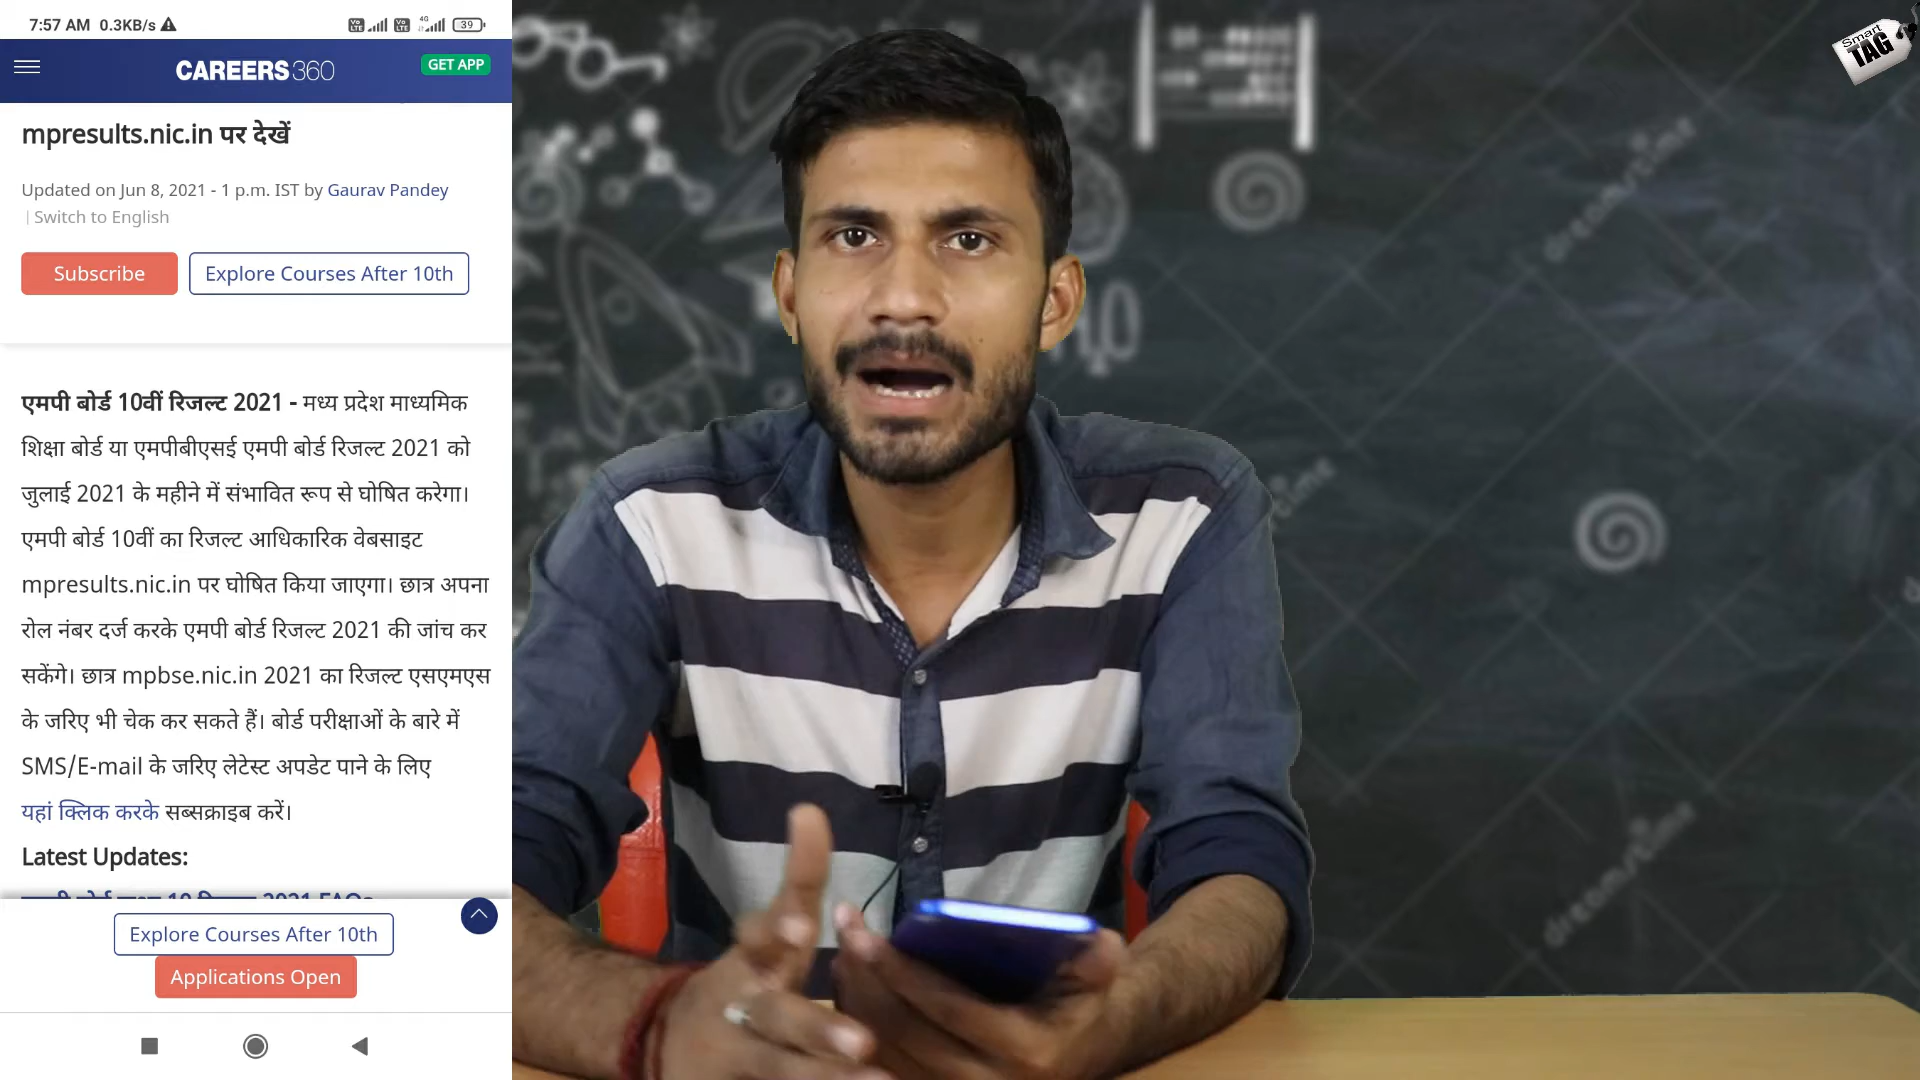 7:57 AM 0.3KB/s
4G
39
CAREERS360
GET APP
mpresults.nic.in पर देखें
Updated on Jun 8, 2021 - 1 p.m. IST by Gaurav Pandey
| Switch to English
Subscribe
Explore Courses After 10th
एमपी बोर्ड 10वीं रिजल्ट 2021 - मध्य प्रदेश माध्यमिक
शिक्षा बोर्ड या एमपीबीएसई एमपी बोर्ड रिजल्ट 2021 को
जुलाई 2021 के महीने में संभावित रूप से घोषित करेगा।
एमपी बोर्ड 10वीं का रिजल्ट आधिकारिक वेबसाइट
mpresults.nic.in पर घोषित किया जाएगा। छात्र अपना
रोल नंबर दर्ज करके एमपी बोर्ड रिजल्ट 2021 की जांच कर
सकेंगे। छात्र mpbse.nic.in 2021 का रिजल्ट एसएमएस
के जरिए भी चेक कर सकते हैं। बोर्ड परीक्षाओं के बारे में
SMS/E-mail के जरिए लेटेस्ट अपडेट पाने के लिए
यहां क्लिक करके सब्सक्राइब करें।
Latest Updates:
Explore Courses After 10th
Applications Open
Smart
TAG
dreamstime
dreamstime